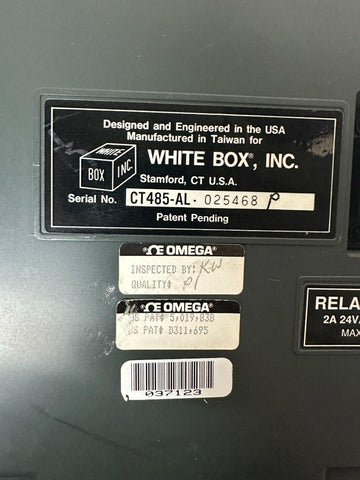 Designed and Engineered in the USA
Manufactured in Taiwan for
WHITE BOX INC.
WHITE BOX®, INC.
Stamford, CT U.S.A.
Serial No. CT485-AL- 025468 P
Patent Pending
OMEGA®
INSPECTED BY: KW
QUALITY# P1
OMEGA®
US PAT# 5,019,838
US PAT# D311,695
037123
RELA
2A 24V
MAX